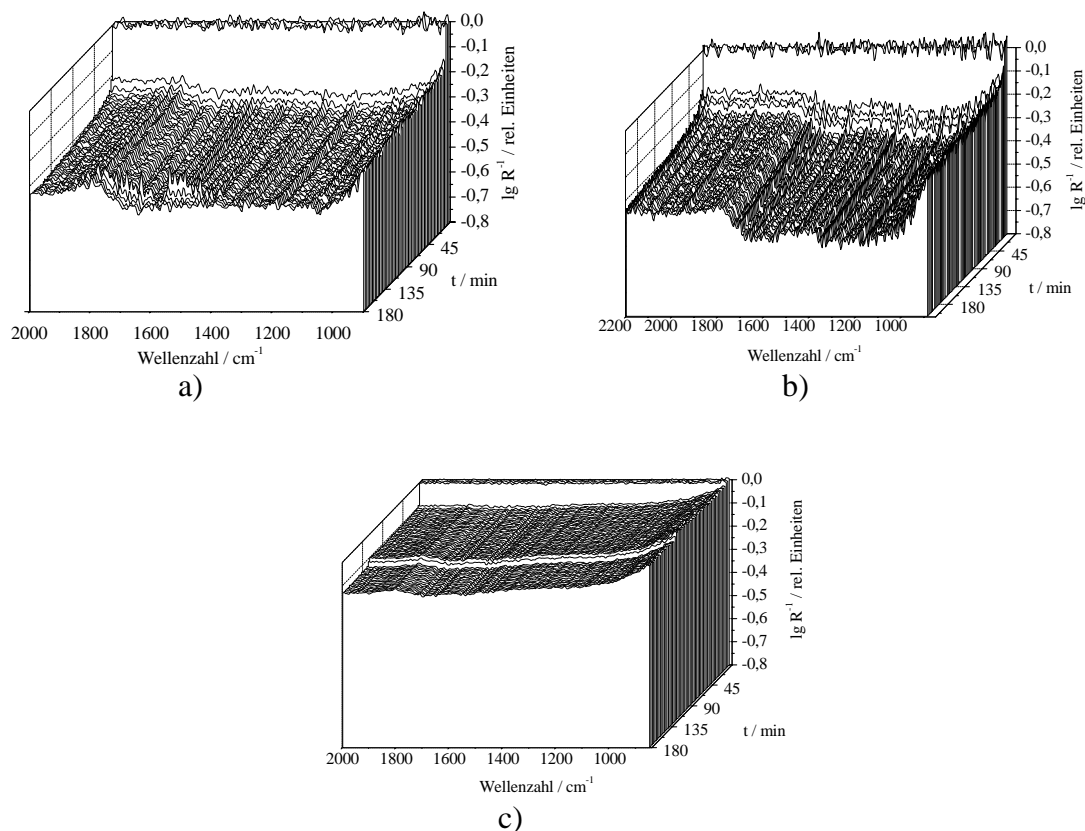 0,0
-0,1
-0,2
-0,3
-0,4
-0,5
-0,6
-0,7
-0,8
lg R-1 / rel. Einheiten
45
90
135
180
t / min
2000 1800 1600 1400 1200 1000
Wellenzahl / cm-1
a)
0,0
-0,1
-0,2
-0,3
-0,4
-0,5
-0,6
-0,7
-0,8
lg R-1 / rel. Einheiten
45
90
135
180
t / min
2200 2000 1800 1600 1400 1200 1000
Wellenzahl / cm-1
b)
0,0
-0,1
-0,2
-0,3
-0,4
-0,5
-0,6
-0,7
-0,8
lg R-1 / rel. Einheiten
45
90
135
180
t / min
2000 1800 1600 1400 1200 1000
Wellenzahl / cm-1
c)